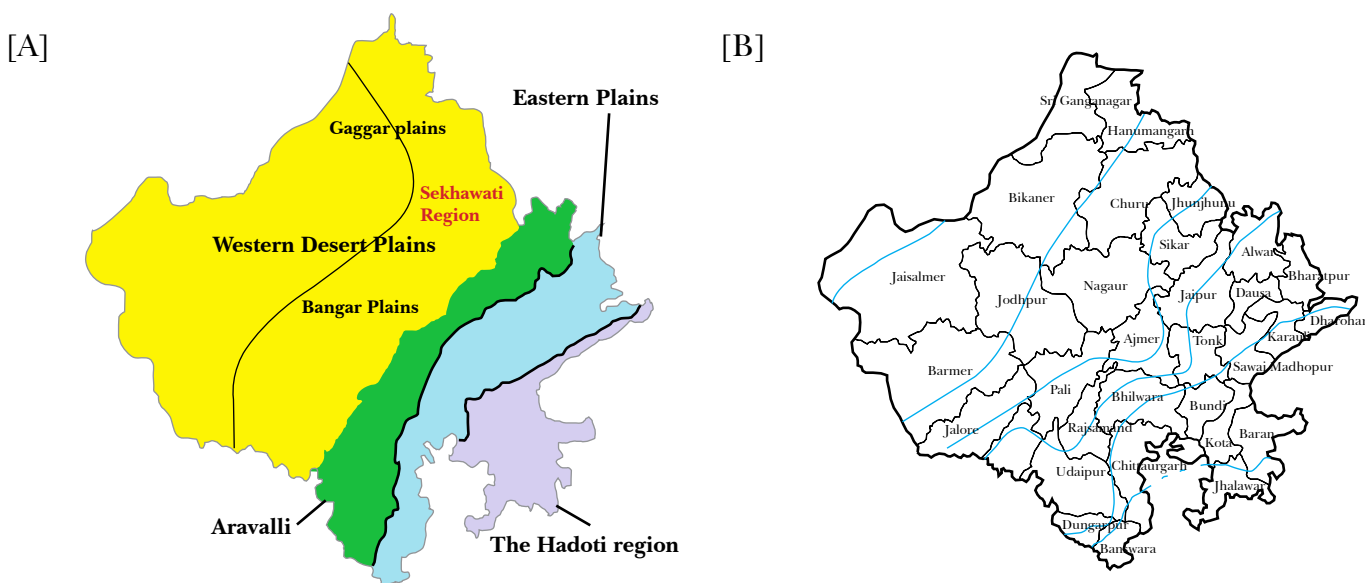 [A]
Eastern Plains
Gaggar plains
Sekhawati
Region
Western Desert Plains
Bangar Plains
Aravalli
The Hadoti region
[B]
Sri Ganganagar
Hanumangarh
Bikaner
Churu
Jhunjhunu
Sikar
Alwar
Jaisalmer
Bharatpur
Nagaur
Jaipur
Dausa
Jodhpur
Dharohar
Ajmer
Tonk
Karauli
Barmer
Sawai Madhopur
Pali
Bhilwara
Bundi
Jalore
Rajsamand
Kota
Baran
Udaipur
Chittaurgarh
Jhalawar
Dungarpur
Banswara